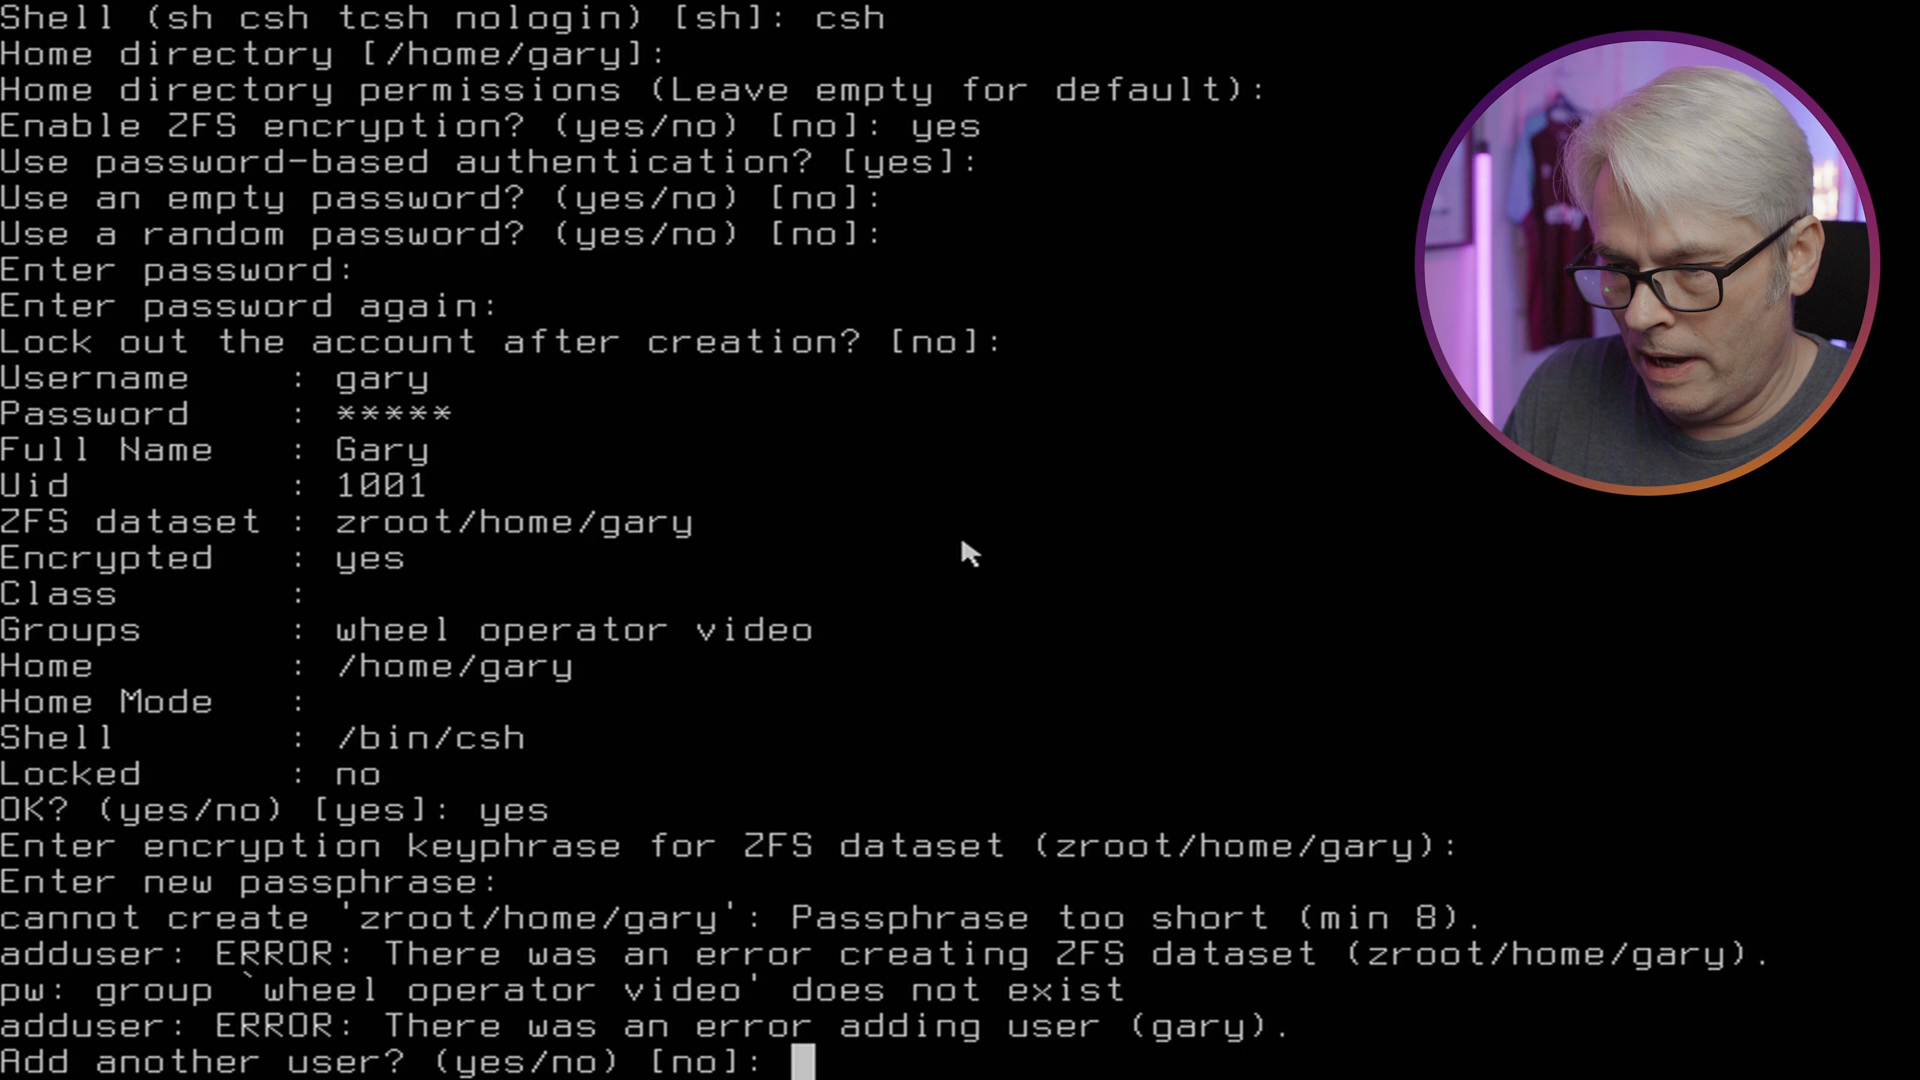 Shell (sh csh tcsh nologin) [sh]: csh
Home directory [/home/gary]:
Home directory permissions (Leave empty for default):
Enable ZFS encryption? (yes/no) [no]: yes
Use password-based authentication? [yes]:
Use an empty password? (yes/no) [no]:
Use a random password? (yes/no) [no]:
Enter password:
Enter password again:
Lock out the account after creation? [no]:
Username    : gary
Password    : *****
Full Name   : Gary
Uid         : 1001
ZFS dataset : zroot/home/gary
Encrypted   : yes
Class       :
Groups      : wheel operator video
Home        : /home/gary
Home Mode   :
Shell       : /bin/csh
Locked      : no
OK? (yes/no) [yes]: yes
Enter encryption keyphrase for ZFS dataset (zroot/home/gary):
Enter new passphrase:
cannot create 'zroot/home/gary': Passphrase too short (min 8).
adduser: ERROR: There was an error creating ZFS dataset (zroot/home/gary).
pw: group `wheel operator video' does not exist
adduser: ERROR: There was an error adding user (gary).
Add another user? (yes/no) [no]: